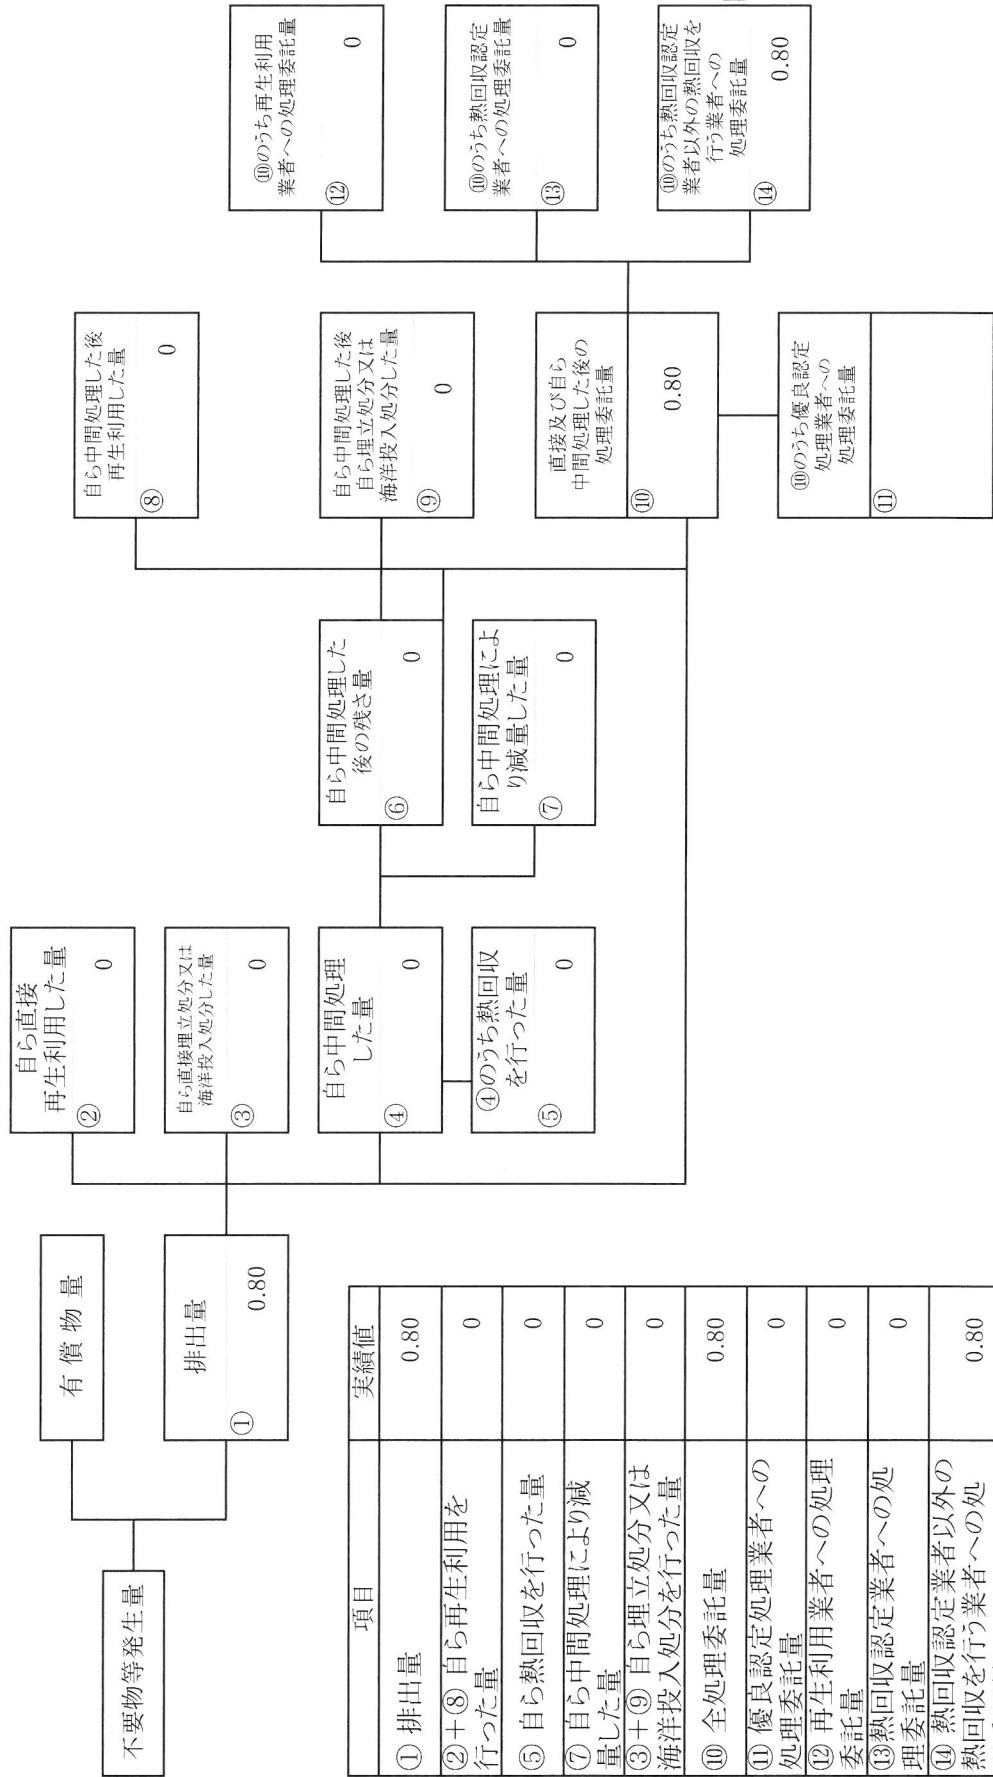 不要物等発生量
有償物量
排出量
①
0.80
自ら直接
再生利用した量
②
0
自ら直接埋立処分又は
海洋投入処分した量
③
0
自ら中間処理
した量
④
0
④のうち熱回収
を行った量
⑤
0
自ら中間処理した
後の残さ量
⑥
0
自ら中間処理によ
り減量した量
⑦
0
自ら中間処理した後
再生利用した量
⑧
0
自ら中間処理した後
自ら埋立処分又は
海洋投入処分した量
⑨
0
直接及び自ら
中間処理した後の
処理委託量
⑩
0.80
⑩のうち優良認定
処理業者への
処理委託量
⑪
⑩のうち再生利用
業者への処理委託量
⑫
0
⑩のうち熱回収認定
業者への処理委託量
⑬
0
⑩のうち熱回収認定
業者以外の熱回収を
行う業者への
処理委託量
⑭
0.80
項目 実績値
① 排出量 0.80
②+⑧ 自ら再生利用を
行った量 0
⑤ 自ら熱回収を行った量 0
⑦ 自ら中間処理により減
量した量 0
③+⑨ 自ら埋立処分又は
海洋投入処分を行った量 0
⑩ 全処理委託量 0.80
⑪ 優良認定処理業者への
処理委託量 0
⑫ 再生利用業者への処理
委託量 0
⑬熱回収認定業者への処
理委託量 0
⑭ 熱回収認定業者以外の
熱回収を行う業者への処 0.80